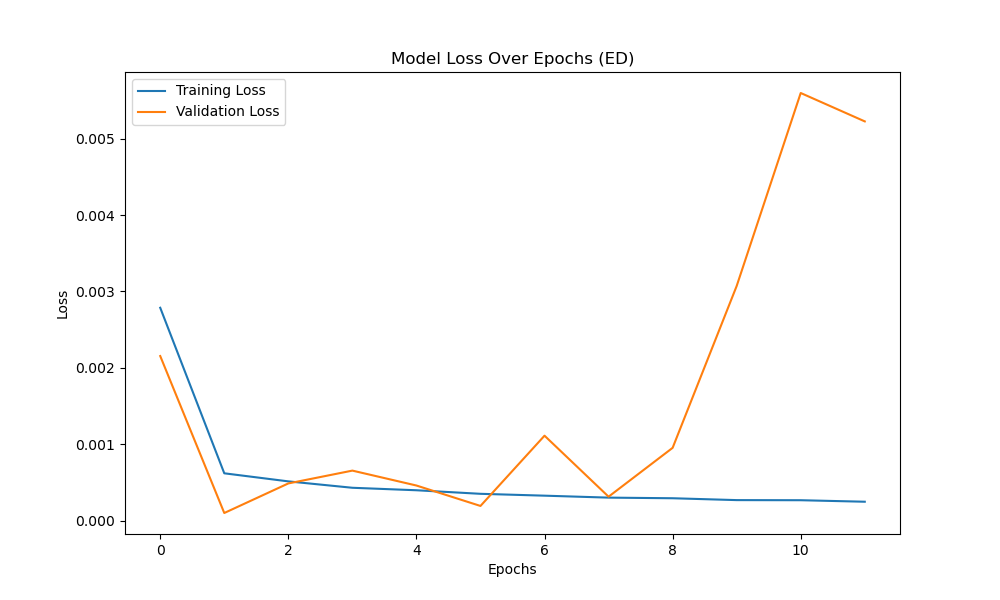 Model Loss Over Epochs (ED)
Training Loss
Validation Loss
0.005
0.004
0.003
0.002
0.001
0.000
Loss
0 2 4 6 8 10
Epochs